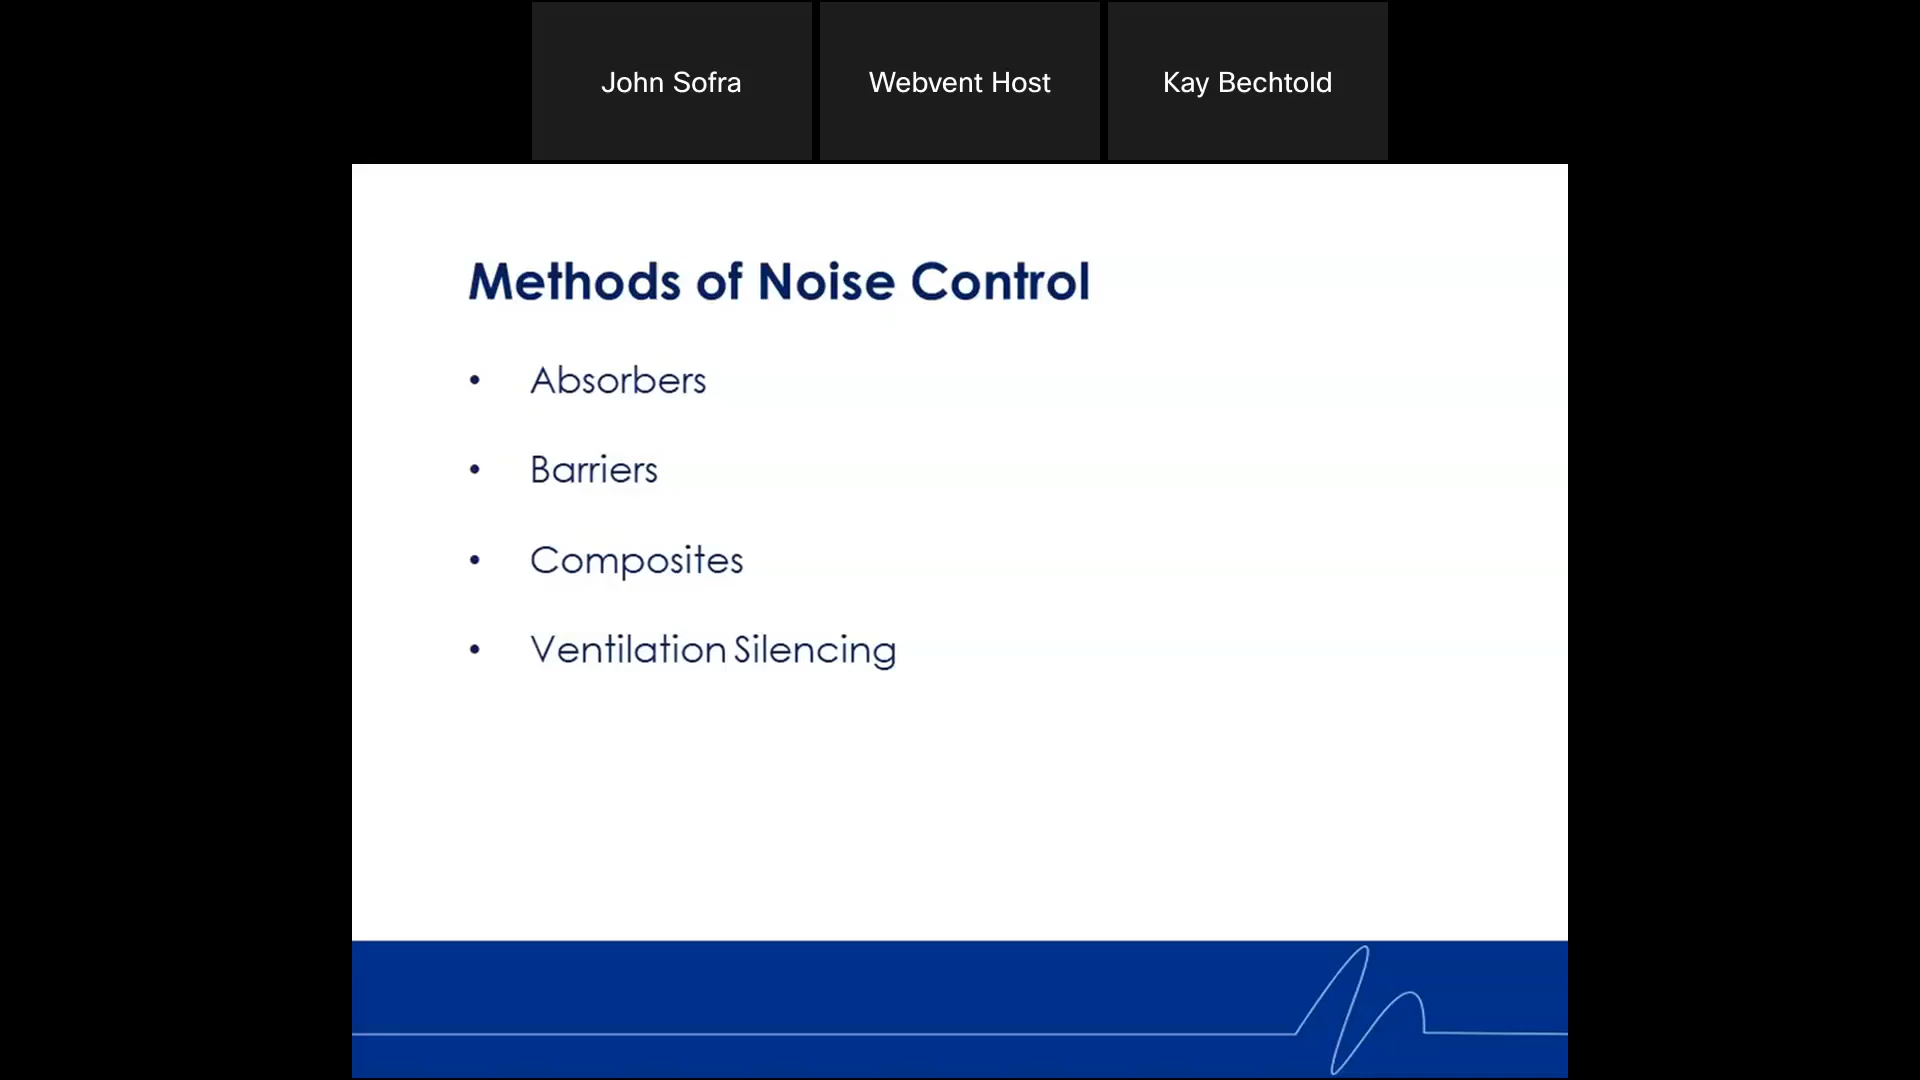 John Sofra
Webvent Host
Kay Bechtold
Methods of Noise Control
• Absorbers
• Barriers
• Composites
• Ventilation Silencing